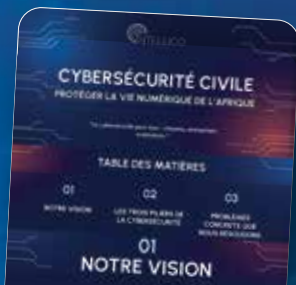 INTELLICO
CYBERSÉCURITÉ CIVILE
PROTÉGER LA VIE NUMÉRIQUE DE L'AFRIQUE
TABLE DES MATIÈRES
01
02
03
NOTRE VISION
LES TROIS PILIERS DE
LA CYBERSÉCURITÉ
PROBLÈMES
CONCRETS QUE
NOUS RÉSOLVONS
01
NOTRE VISION